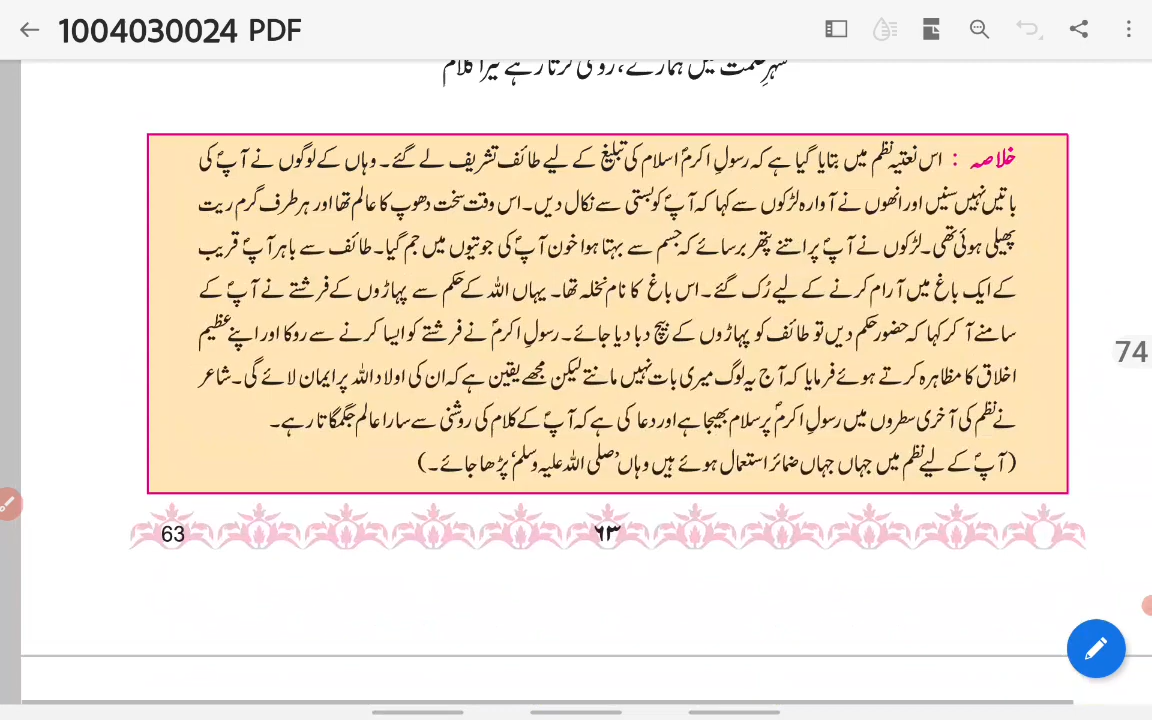 1004030024 PDF
شہرِ ظلمت میں ہمارے، روشنی کرتا رہے تیرا کلام
خلاصہ : اس نعتیہ نظم میں بتایا گیا ہے کہ رسولِ اکرمؐ اسلام کی تبلیغ کے لیے طائف تشریف لے گئے۔ وہاں کے لوگوں نے آپؐ کی
باتیں نہیں سنیں اور انھوں نے آوارہ لڑکوں سے کہا کہ آپؐ کو بستی سے نکال دیں۔ اس وقت سخت دھوپ کا عالم تھا اور ہر طرف گرم ریت
پھیلی ہوئی تھی۔ لڑکوں نے آپؐ پر اتنے پتھر برسائے کہ جسم سے بہتا ہوا خون آپؐ کی جوتیوں میں جم گیا۔ طائف سے باہر آپؐ قریب
کے ایک باغ میں آرام کرنے کے لیے رُک گئے۔ اس باغ کا نام نخلہ تھا۔ یہاں اللہ کے حکم سے پہاڑوں کے فرشتے نے آپؐ کے
سامنے آ کر کہا کہ حضور حکم دیں تو طائف کو پہاڑوں کے بیچ دبا دیا جائے۔ رسولِ اکرمؐ نے فرشتے کو ایسا کرنے سے روکا اور اپنے عظیم
اخلاق کا مظاہرہ کرتے ہوئے فرمایا کہ آج یہ لوگ میری بات نہیں مانتے لیکن مجھے یقین ہے کہ ان کی اولاد اللہ پر ایمان لائے گی۔ شاعر
نے نظم کی آخری سطروں میں رسولِ اکرمؐ پر سلام بھیجا ہے اور دعا کی ہے کہ آپؐ کے کلام کی روشنی سے سارا عالم جگمگاتا رہے۔
(آپؐ کے لیے نظم میں جہاں جہاں ضمائر استعمال ہوئے ہیں وہاں ’صلی اللہ علیہ وسلم‘ پڑھا جائے۔)
74
63
۶۳